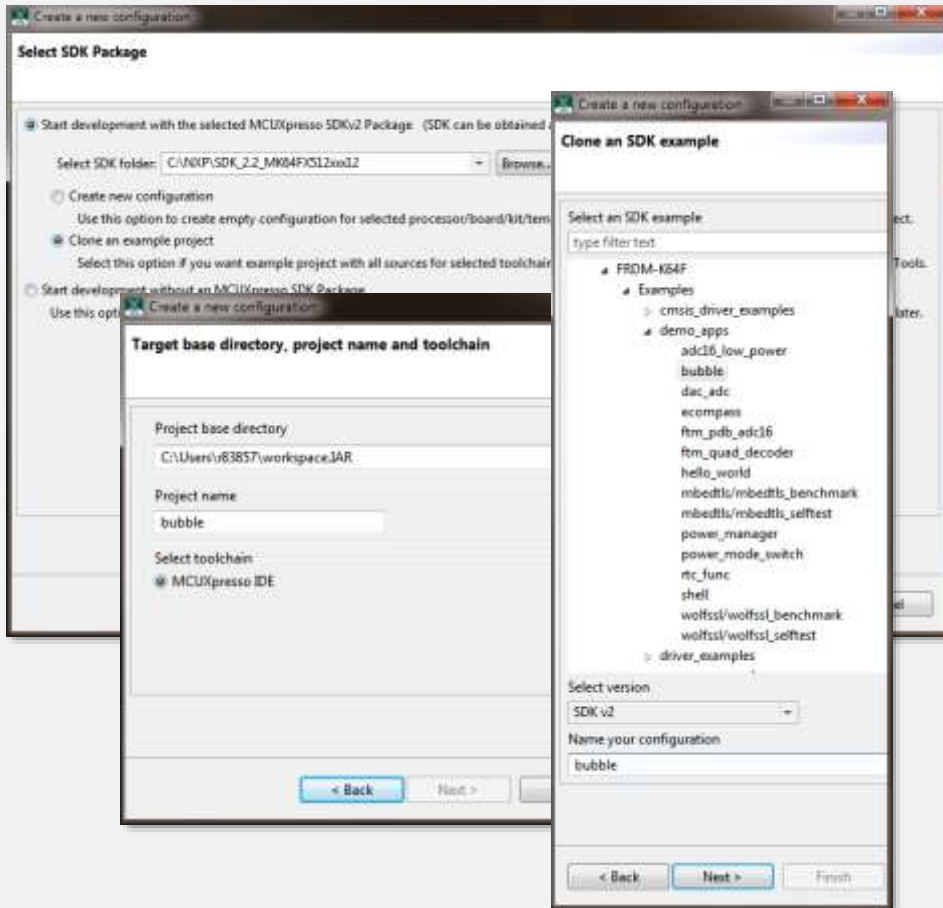 Create a new configuration
Select SDK Package
Start development with the selected MCUXpresso SDKv2 Package (SDK can be obtained
Select SDK folder: C:\NXP\SDK_2.2_MK64FX512xxx12 Browse...
Create new configuration
Use this option to create empty configuration for selected processor/board/kit/tem
ect.
Clone an example project
Select this option if you want example project with all sources for selected toolchain
Tools.
Start development without an MCUXpresso SDK Package
Use this opti
later.
el
Create a new configuration
Target base directory, project name and toolchain
Project base directory
C:\Users\r83857\workspace.IAR
Project name
bubble
Select toolchain
MCUXpresso IDE
< Back Next >
Create a new configuration
Clone an SDK example
Select an SDK example
type filter text
FRDM-K64F
Examples
cmsis_driver_examples
demo_apps
adc16_low_power
bubble
dac_adc
ecompass
ftm_pdb_adc16
ftm_quad_decoder
hello_world
mbedtls/mbedtls_benchmark
mbedtls/mbedtls_selftest
power_manager
power_mode_switch
rtc_func
shell
wolfssl/wolfssl_benchmark
wolfssl/wolfssl_selftest
driver_examples
Select version
SDK v2
Name your configuration
bubble
< Back Next > Finish